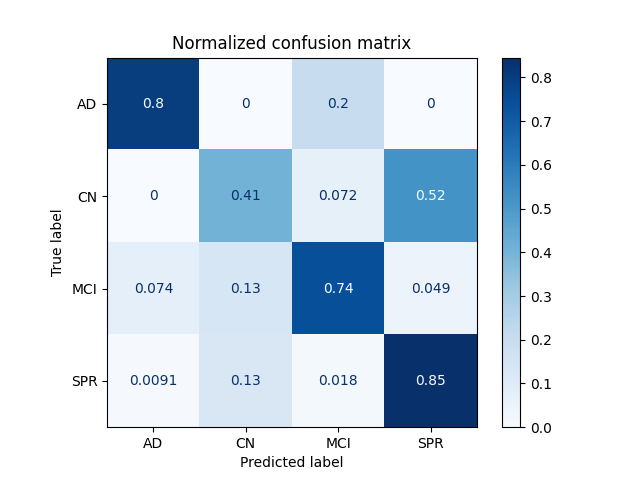 Normalized confusion matrix
True label
AD 0.8 0 0.2 0
CN 0 0.41 0.072 0.52
MCI 0.074 0.13 0.74 0.049
SPR 0.0091 0.13 0.018 0.85
AD CN MCI SPR
Predicted label
0.8
0.7
0.6
0.5
0.4
0.3
0.2
0.1
0.0